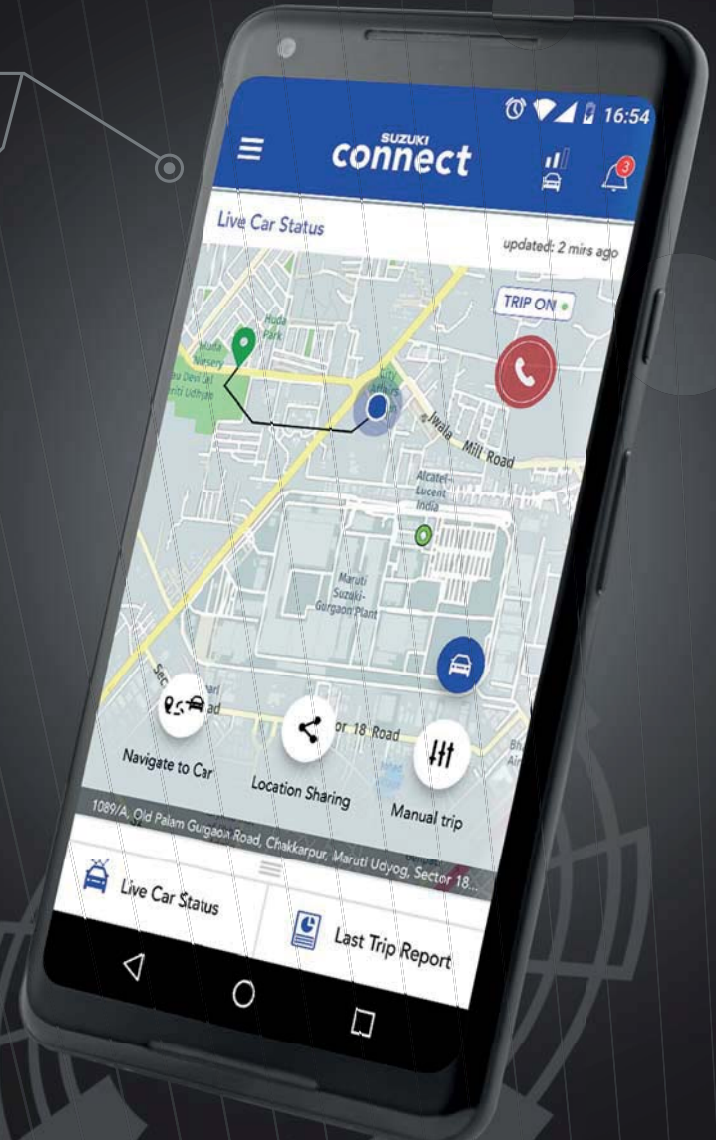 16:54
SUZUKI
connect
3
Live Car Status
updated: 2 mirs ago
TRIP ON
Huda
Park
Jwala Mill Road
Alcatel-
Lucent
India
Maruti
Suzuki-
Gurgaon Plant
or 18 Road
Navigate to Car
Location Sharing
Manual trip
1089/A, Old Palam Gurgaon Road, Chakkarpur, Maruti Udyog, Sector 18...
Live Car Status
Last Trip Report